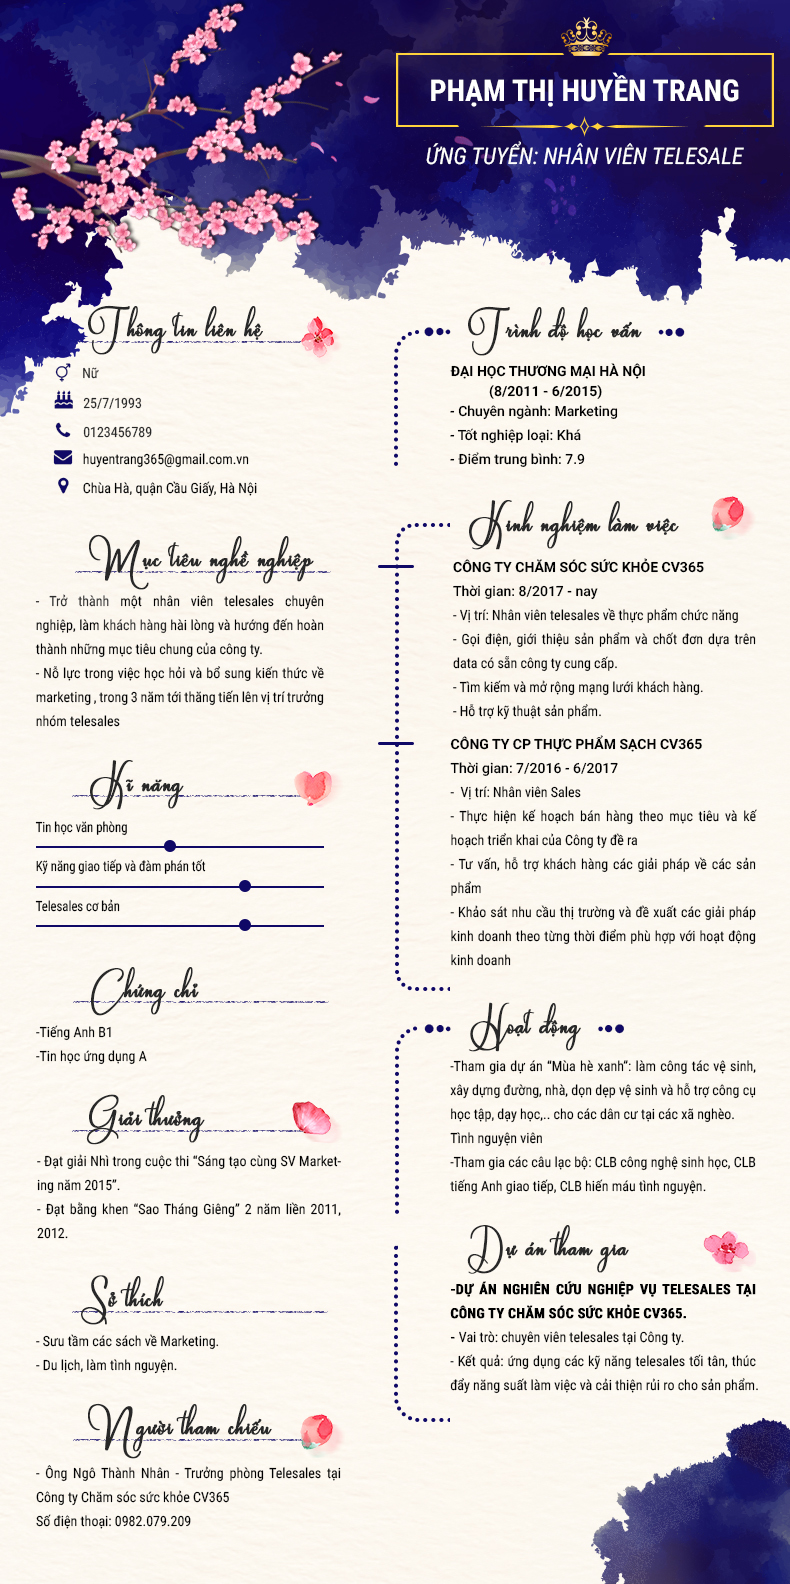 PHẠM THỊ HUYỀN TRANG
ỨNG TUYỂN: NHÂN VIÊN TELESALE
Thông tin liên hệ
Nữ
25/7/1993
0123456789
huyentrang365@gmail.com.vn
Chùa Hà, quận Cầu Giấy, Hà Nội
Mục tiêu nghề nghiệp
- Trở thành một nhân viên telesales chuyên
nghiệp, làm khách hàng hài lòng và hướng đến hoàn
thành những mục tiêu chung của công ty.
- Nỗ lực trong việc học hỏi và bổ sung kiến thức về
marketing , trong 3 năm tới thăng tiến lên vị trí trưởng
nhóm telesales
Kĩ năng
Tin học văn phòng
Kỹ năng giao tiếp và đàm phán tốt
Telesales cơ bản
Chứng chỉ
-Tiếng Anh B1
-Tin học ứng dụng A
Giải thưởng
- Đạt giải Nhì trong cuộc thi “Sáng tạo cùng SV Market-
ing năm 2015”.
- Đạt bằng khen “Sao Tháng Giêng” 2 năm liền 2011,
2012.
Sở thích
- Sưu tầm các sách về Marketing.
- Du lịch, làm tình nguyện.
Người tham chiếu
- Ông Ngô Thành Nhân - Trưởng phòng Telesales tại
Công ty Chăm sóc sức khỏe CV365
Số điện thoại: 0982.079.209
Trình độ học vấn
ĐẠI HỌC THƯƠNG MẠI HÀ NỘI
(8/2011 - 6/2015)
- Chuyên ngành: Marketing
- Tốt nghiệp loại: Khá
- Điểm trung bình: 7.9
Kinh nghiệm làm việc
CÔNG TY CHĂM SÓC SỨC KHỎE CV365
Thời gian: 8/2017 - nay
- Vị trí: Nhân viên telesales về thực phẩm chức năng
- Gọi điện, giới thiệu sản phẩm và chốt đơn dựa trên
data có sẵn công ty cung cấp.
- Tìm kiếm và mở rộng mạng lưới khách hàng.
- Hỗ trợ kỹ thuật sản phẩm.
CÔNG TY CP THỰC PHẨM SẠCH CV365
Thời gian: 7/2016 - 6/2017
- Vị trí: Nhân viên Sales
- Thực hiện kế hoạch bán hàng theo mục tiêu và kế
hoạch triển khai của Công ty đề ra
- Tư vấn, hỗ trợ khách hàng các giải pháp về các sản
phẩm
- Khảo sát nhu cầu thị trường và đề xuất các giải pháp
kinh doanh theo từng thời điểm phù hợp với hoạt động
kinh doanh
Hoạt động
-Tham gia dự án “Mùa hè xanh”: làm công tác vệ sinh,
xây dựng đường, nhà, dọn dẹp vệ sinh và hỗ trợ công cụ
học tập, dạy học,.. cho các dân cư tại các xã nghèo.
Tình nguyện viên
-Tham gia các câu lạc bộ: CLB công nghệ sinh học, CLB
tiếng Anh giao tiếp, CLB hiến máu tình nguyện.
Dự án tham gia
-DỰ ÁN NGHIÊN CỨU NGHIỆP VỤ TELESALES TẠI
CÔNG TY CHĂM SÓC SỨC KHỎE CV365.
- Vai trò: chuyên viên telesales tại Công ty.
- Kết quả: ứng dụng các kỹ năng telesales tối tân, thúc
đẩy năng suất làm việc và cải thiện rủi ro cho sản phẩm.